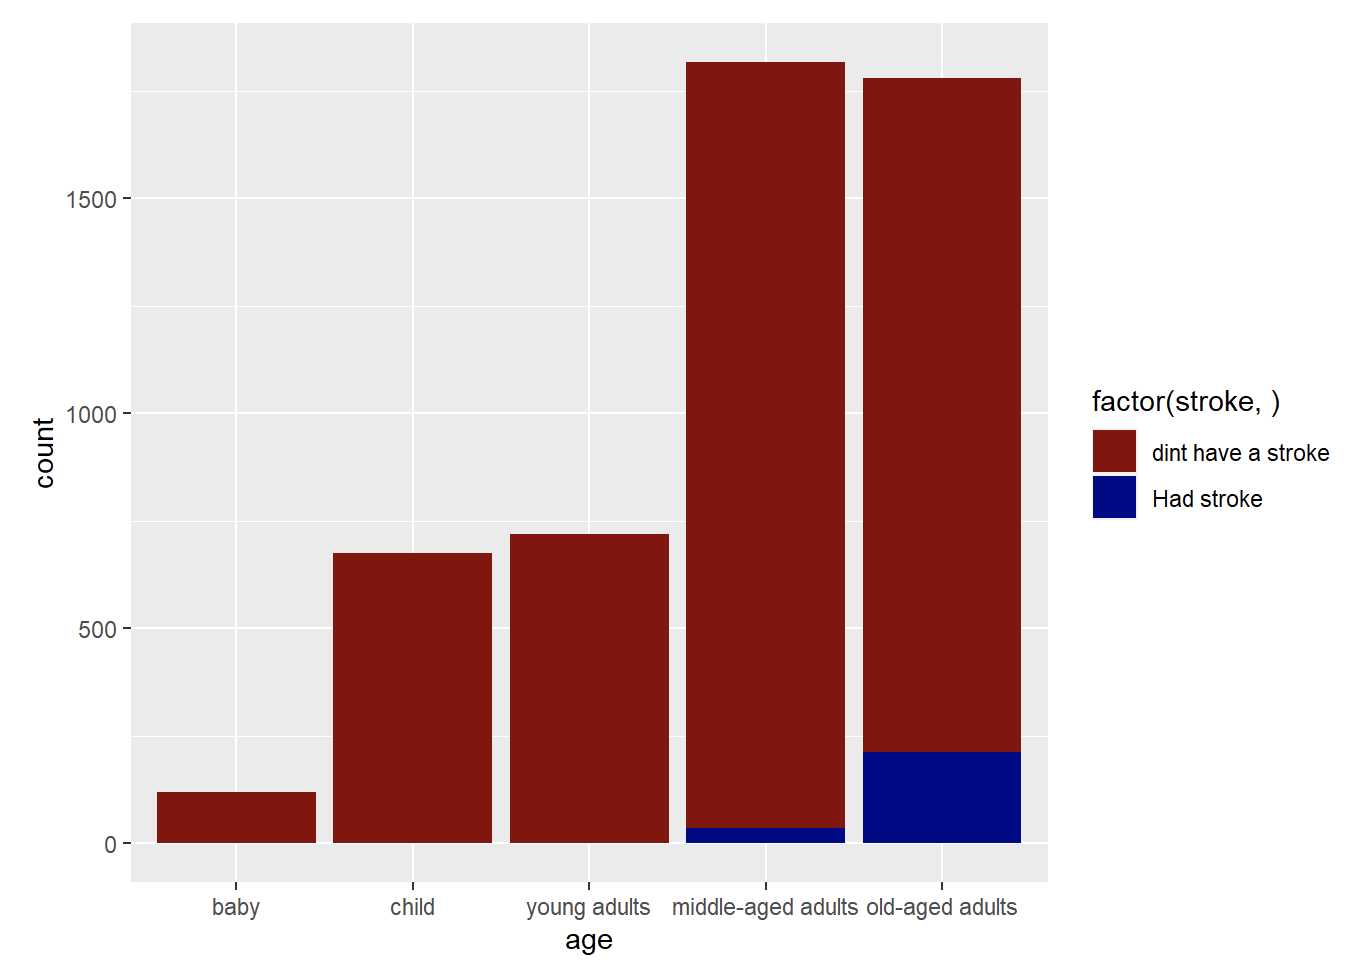 1500
1000
500
0
count
baby
child
young adults
middle-aged adults
old-aged adults
age
factor(stroke, )
dint have a stroke
Had stroke